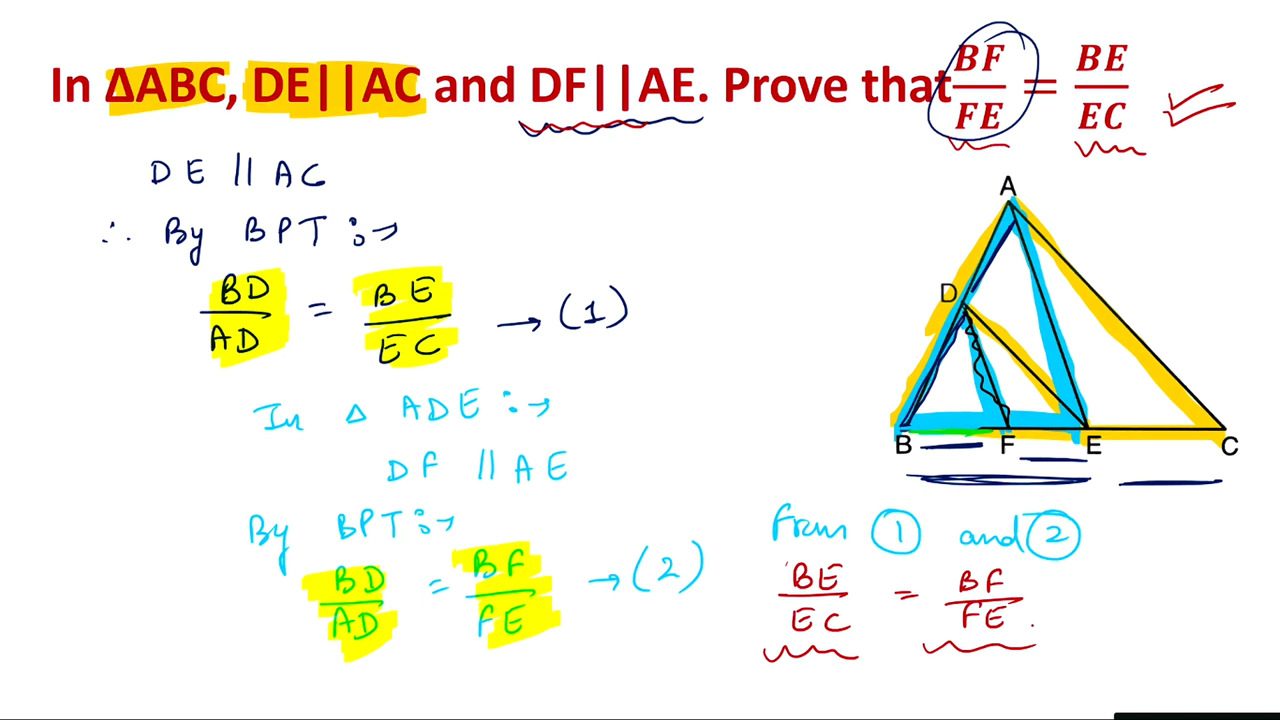 In ΔABC, DE||AC and DF||AE. Prove that BF/FE = BE/EC
DE || AC
∴ By BPT :→
BD/AD = BE/EC → (1)
In Δ ADE :→
DF || AE
By BPT :→
BD/AD = BF/FE → (2)
A
D
B F E C
from ① and ②
BE/EC = BF/FE.